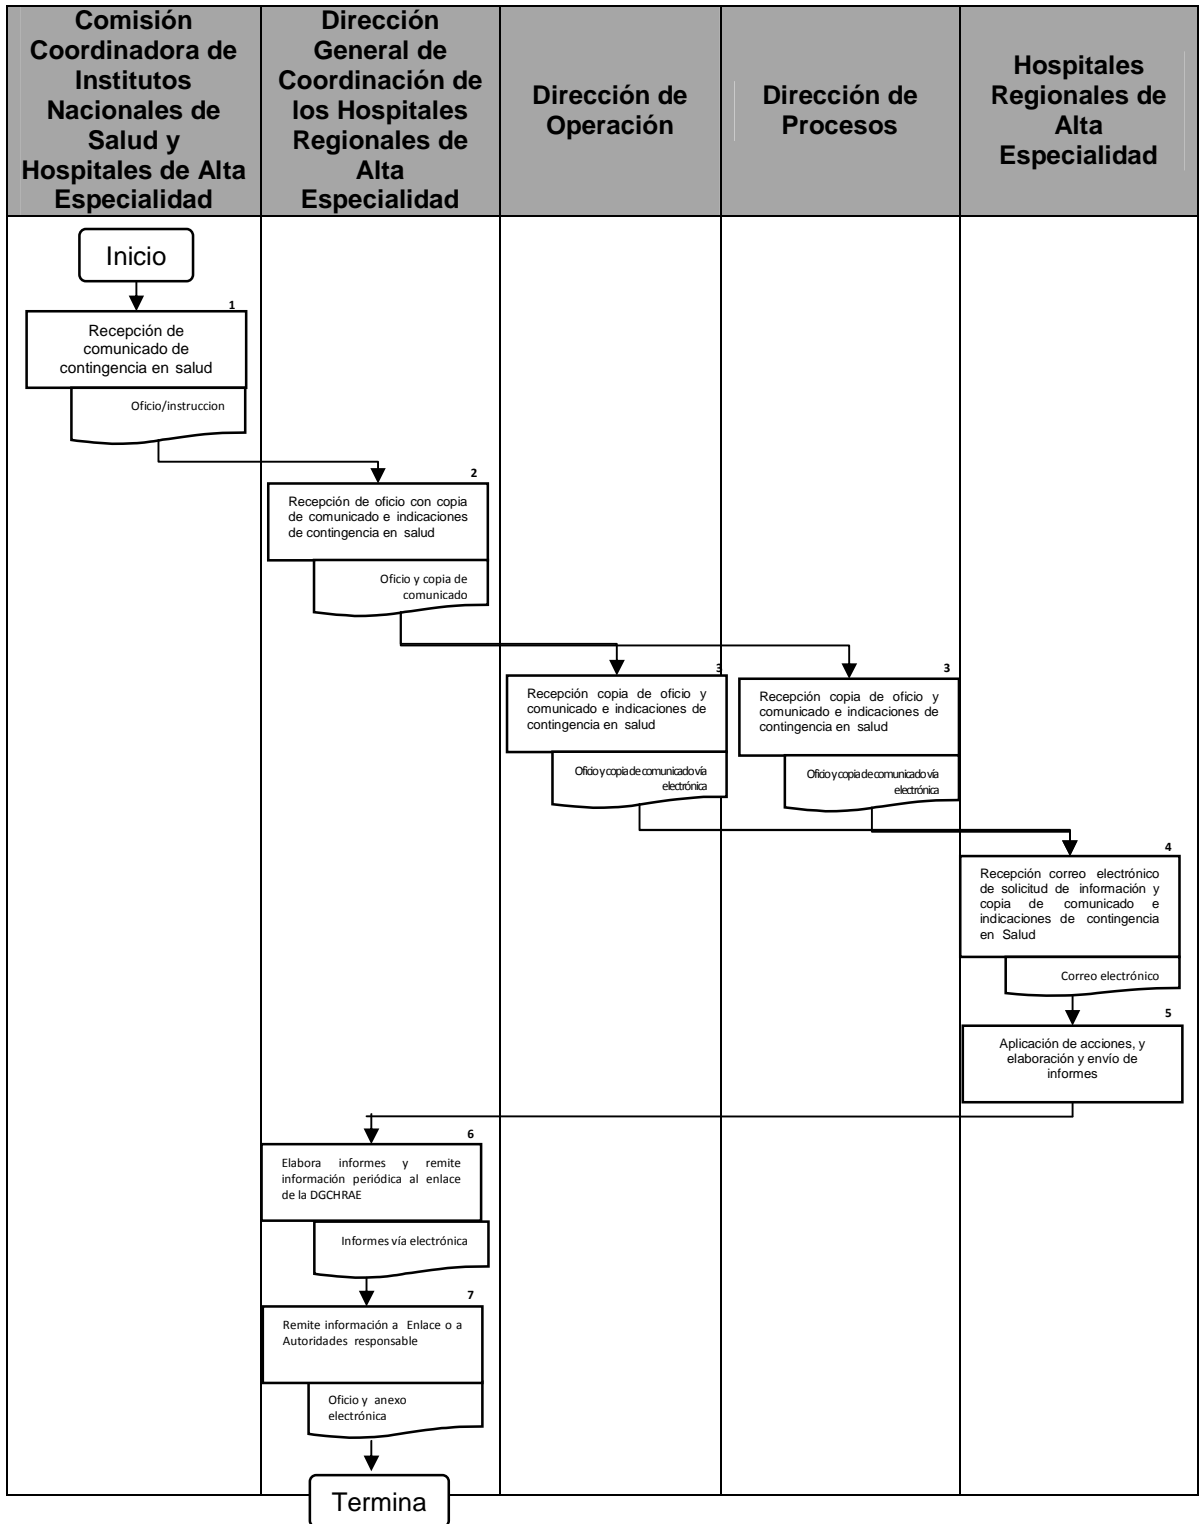 Comisión
Coordinadora de
Institutos
Nacionales de
Salud y
Hospitales de Alta
Especialidad
Dirección
General de
Coordinación de
los Hospitales
Regionales de
Alta
Especialidad
Dirección de
Operación
Dirección de
Procesos
Hospitales
Regionales de
Alta
Especialidad
Inicio
1
Recepción de
comunicado de
contingencia en salud
Oficio/instruccion
2
Recepción de oficio con copia
de comunicado e indicaciones
de contingencia en salud
Oficio y copia de
comunicado
3
Recepción copia de oficio y
comunicado e indicaciones de
contingencia en salud
Oficio y copia de comunicado vía
electrónica
3
Recepción copia de oficio y
comunicado e indicaciones de
contingencia en salud
Oficio y copia de comunicado vía
electrónica
4
Recepción correo electrónico
de solicitud de información y
copia de comunicado e
indicaciones de contingencia
en Salud
Correo electrónico
5
Aplicación de acciones, y
elaboración y envío de
informes
6
Elabora informes y remite
información periódica al enlace
de la DGCHRAE
Informes vía electrónica
7
Remite información a Enlace o a
Autoridades responsable
Oficio y anexo
electrónica
Termina